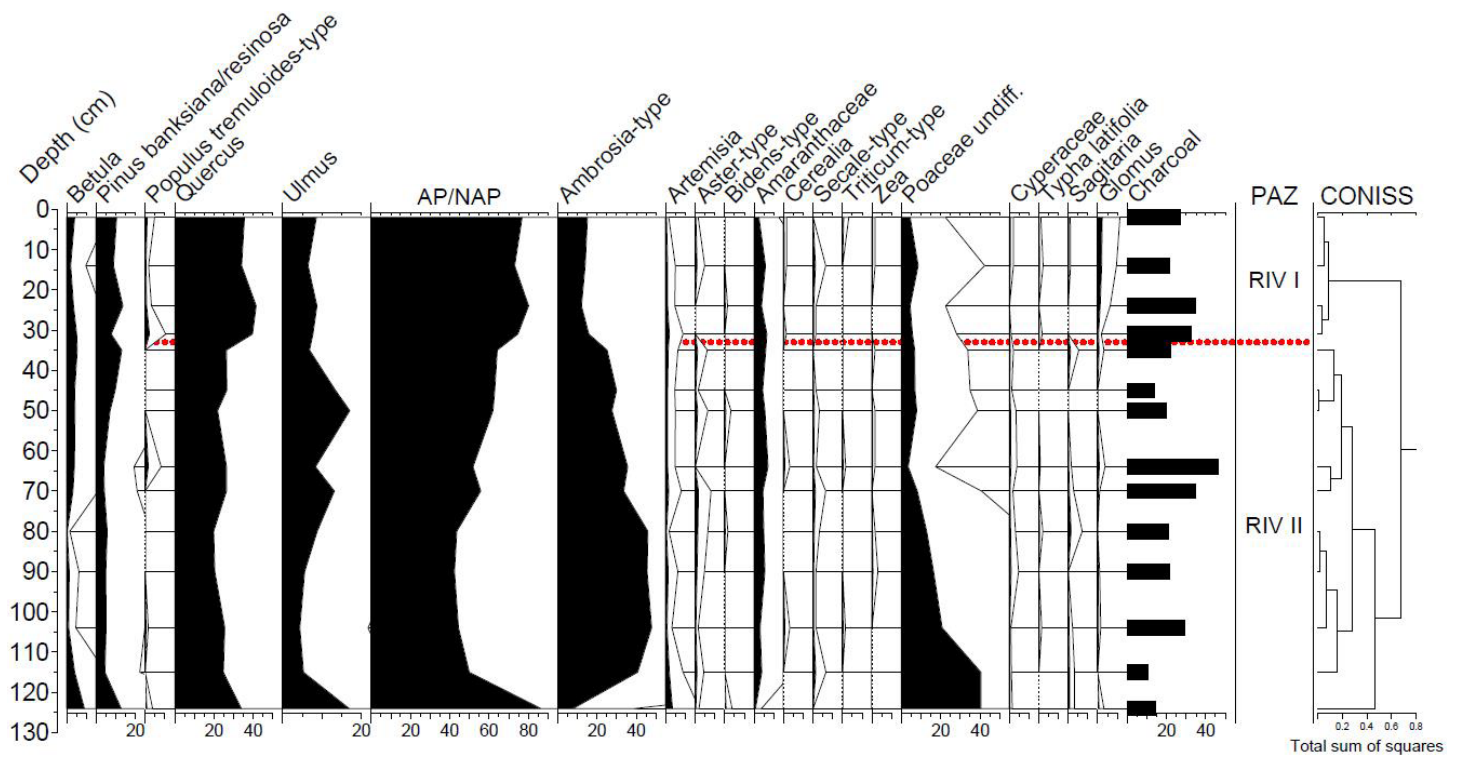 Depth (cm)
Betula
Pinus banksiana/resinosa
Populus tremuloides-type
Quercus
Ulmus
AP/NAP
Ambrosia-type
Artemisia
Aster-type
Bidens-type
Amaranthaceae
Cerealia
Secale-type
Triticum-type
Zea
Poaceae undiff.
Cyperaceae
Typha latifolia
Sagitaria
Glomus
Charcoal
PAZ
CONISS
0
10
20
30
40
50
60
70
80
90
100
110
120
130
RIV I
RIV II
20 20 40 20 20 40 60 80 20 40 20 40 20 40 0.2 0.4 0.6 0.8
Total sum of squares